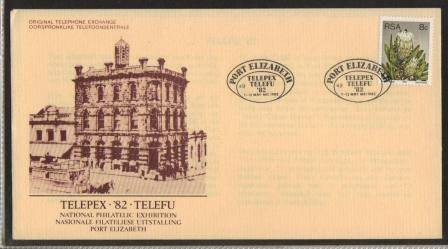 ORIGINAL TELEPHONE EXCHANGE
OORSPRONKLIKE TELEFOONSENTRALE
PORT ELIZABETH
TELEPEX
TELEFU
'82
PORT ELIZABETH
TELEPEX
TELEFU
'82
RSA
8c
TELEPEX · '82 · TELEFU
NATIONAL PHILATELIC EXHIBITION
NASIONALE FILATELIESE UITSTALLING
PORT ELIZABETH